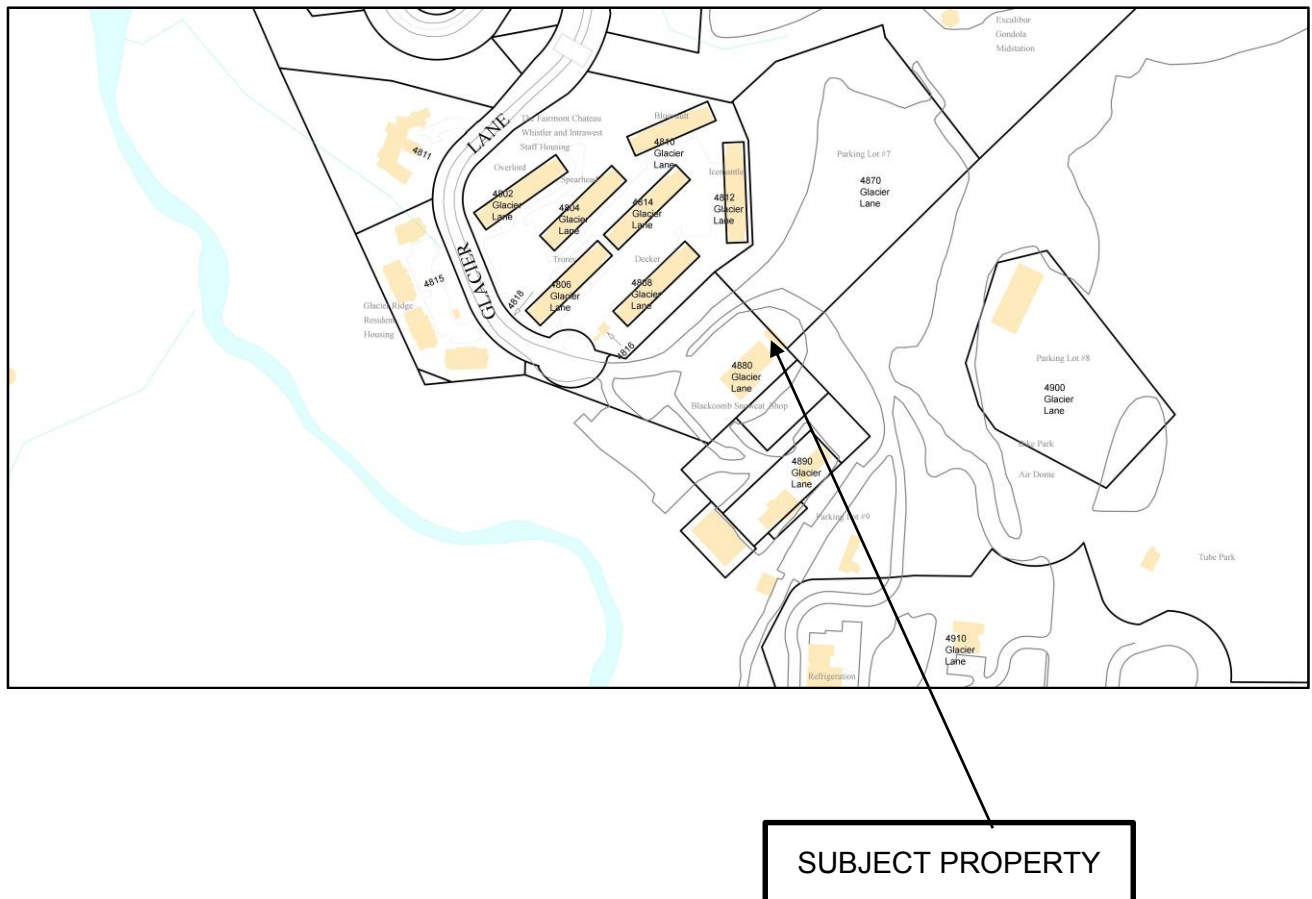 Excalibur
Gondola
Midstation
LANE
The Fairmont Chateau
Whistler and Intrawest
Staff Housing
4811
4810
Glacier
Lane
Parking Lot #7
4870
Glacier
Lane
Overlord
4802
Glacier
Lane
Spearhead
4804
Glacier
Lane
4814
Glacier
Lane
Icemantle
4812
Glacier
Lane
GLACIER
4815
Glacier Ridge
Resident
Housing
4818
Trorey
4806
Glacier
Lane
Decker
4808
Glacier
Lane
4816
4880
Glacier
Lane
Blackcomb Snowcat Shop
Parking Lot #8
4900
Glacier
Lane
Bike Park
Air Dome
4890
Glacier
Lane
Parking Lot #9
Tube Park
4910
Glacier
Lane
Refrigeration
SUBJECT PROPERTY